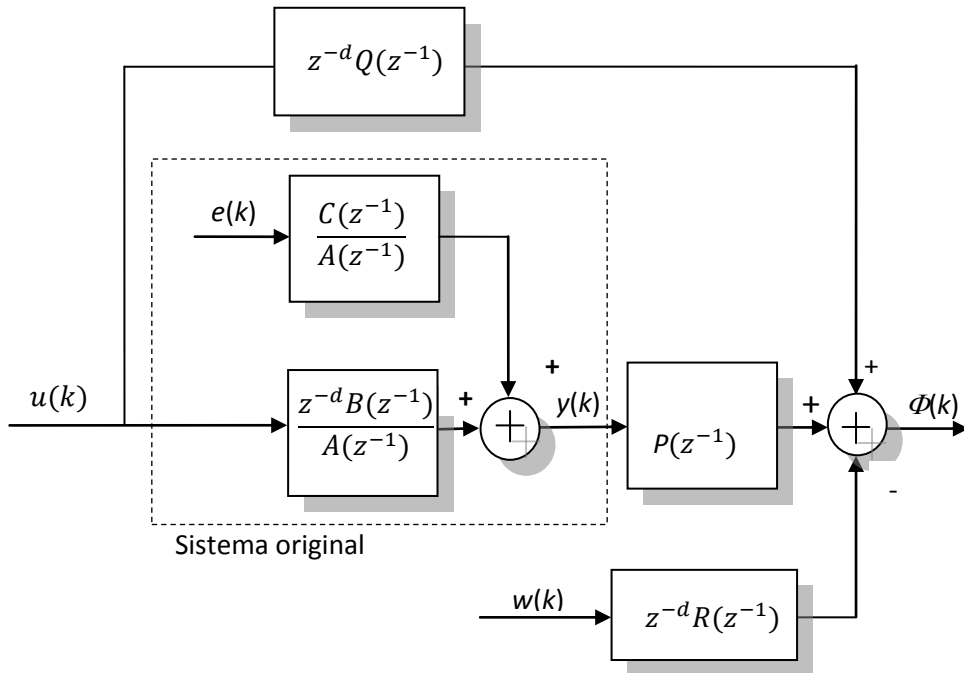 z^{-d}Q(z^{-1})
+
e(k)
C(z^{-1})
A(z^{-1})
+
u(k)
z^{-d}B(z^{-1})
A(z^{-1})
+
+
y(k)
P(z^{-1})
+
+
Φ(k)
-
Sistema original
w(k)
z^{-d}R(z^{-1})